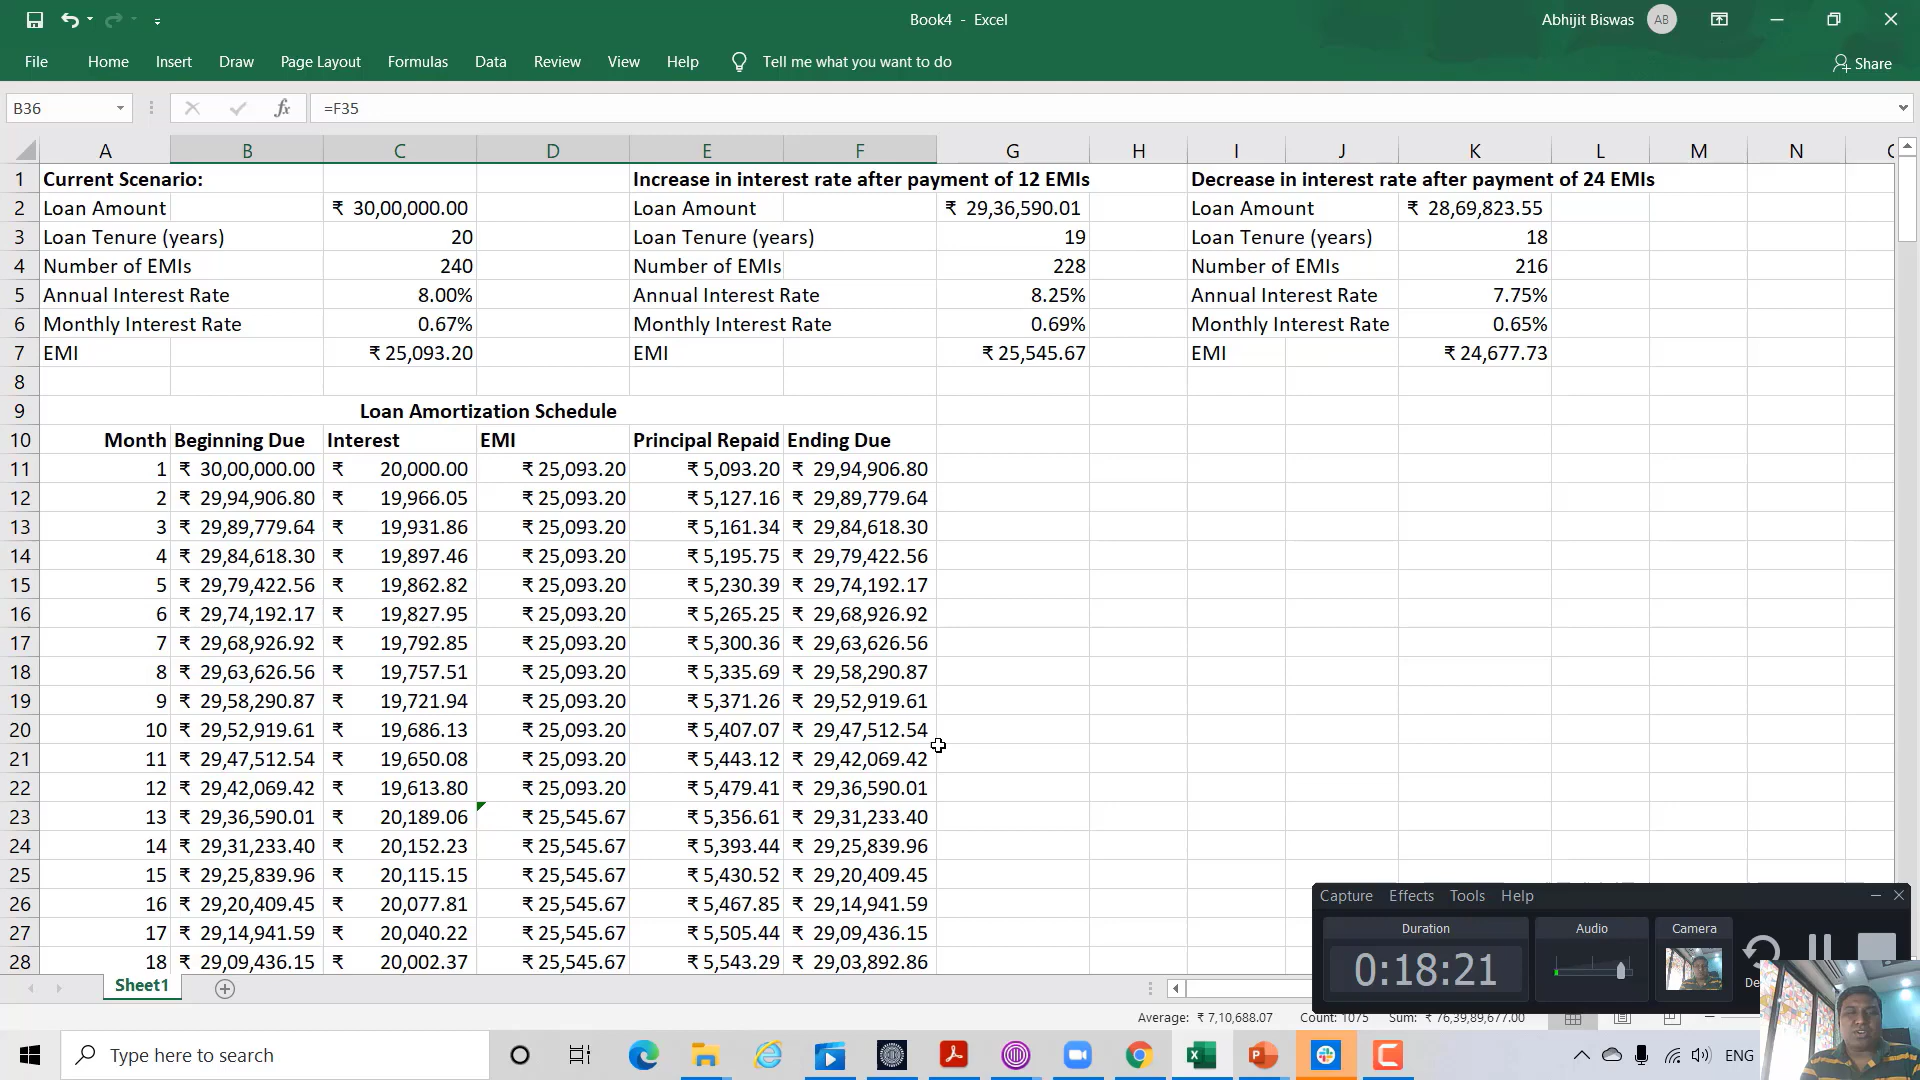 Book4 - Excel
Abhijit Biswas AB
File Home Insert Draw Page Layout Formulas Data Review View Help Tell me what you want to do Share
B36 fx =F35
A B C D E F G H I J K L M N
1 Current Scenario: Increase in interest rate after payment of 12 EMIs Decrease in interest rate after payment of 24 EMIs
2 Loan Amount ₹ 30,00,000.00 Loan Amount ₹ 29,36,590.01 Loan Amount ₹ 28,69,823.55
3 Loan Tenure (years) 20 Loan Tenure (years) 19 Loan Tenure (years) 18
4 Number of EMIs 240 Number of EMIs 228 Number of EMIs 216
5 Annual Interest Rate 8.00% Annual Interest Rate 8.25% Annual Interest Rate 7.75%
6 Monthly Interest Rate 0.67% Monthly Interest Rate 0.69% Monthly Interest Rate 0.65%
7 EMI ₹ 25,093.20 EMI ₹ 25,545.67 EMI ₹ 24,677.73
8
9 Loan Amortization Schedule
10 Month Beginning Due Interest EMI Principal Repaid Ending Due
11 1 ₹ 30,00,000.00 ₹ 20,000.00 ₹ 25,093.20 ₹ 5,093.20 ₹ 29,94,906.80
12 2 ₹ 29,94,906.80 ₹ 19,966.05 ₹ 25,093.20 ₹ 5,127.16 ₹ 29,89,779.64
13 3 ₹ 29,89,779.64 ₹ 19,931.86 ₹ 25,093.20 ₹ 5,161.34 ₹ 29,84,618.30
14 4 ₹ 29,84,618.30 ₹ 19,897.46 ₹ 25,093.20 ₹ 5,195.75 ₹ 29,79,422.56
15 5 ₹ 29,79,422.56 ₹ 19,862.82 ₹ 25,093.20 ₹ 5,230.39 ₹ 29,74,192.17
16 6 ₹ 29,74,192.17 ₹ 19,827.95 ₹ 25,093.20 ₹ 5,265.25 ₹ 29,68,926.92
17 7 ₹ 29,68,926.92 ₹ 19,792.85 ₹ 25,093.20 ₹ 5,300.36 ₹ 29,63,626.56
18 8 ₹ 29,63,626.56 ₹ 19,757.51 ₹ 25,093.20 ₹ 5,335.69 ₹ 29,58,290.87
19 9 ₹ 29,58,290.87 ₹ 19,721.94 ₹ 25,093.20 ₹ 5,371.26 ₹ 29,52,919.61
20 10 ₹ 29,52,919.61 ₹ 19,686.13 ₹ 25,093.20 ₹ 5,407.07 ₹ 29,47,512.54
21 11 ₹ 29,47,512.54 ₹ 19,650.08 ₹ 25,093.20 ₹ 5,443.12 ₹ 29,42,069.42
22 12 ₹ 29,42,069.42 ₹ 19,613.80 ₹ 25,093.20 ₹ 5,479.41 ₹ 29,36,590.01
23 13 ₹ 29,36,590.01 ₹ 20,189.06 ₹ 25,545.67 ₹ 5,356.61 ₹ 29,31,233.40
24 14 ₹ 29,31,233.40 ₹ 20,152.23 ₹ 25,545.67 ₹ 5,393.44 ₹ 29,25,839.96
25 15 ₹ 29,25,839.96 ₹ 20,115.15 ₹ 25,545.67 ₹ 5,430.52 ₹ 29,20,409.45
26 16 ₹ 29,20,409.45 ₹ 20,077.81 ₹ 25,545.67 ₹ 5,467.85 ₹ 29,14,941.59
27 17 ₹ 29,14,941.59 ₹ 20,040.22 ₹ 25,545.67 ₹ 5,505.44 ₹ 29,09,436.15
28 18 ₹ 29,09,436.15 ₹ 20,002.37 ₹ 25,545.67 ₹ 5,543.29 ₹ 29,03,892.86
Capture Effects Tools Help
Duration Audio Camera
0:18:21
Sheet1
Average: ₹ 7,10,688.07 Count: 1075 Sum: ₹ 76,39,89,677.00
Type here to search
ENG